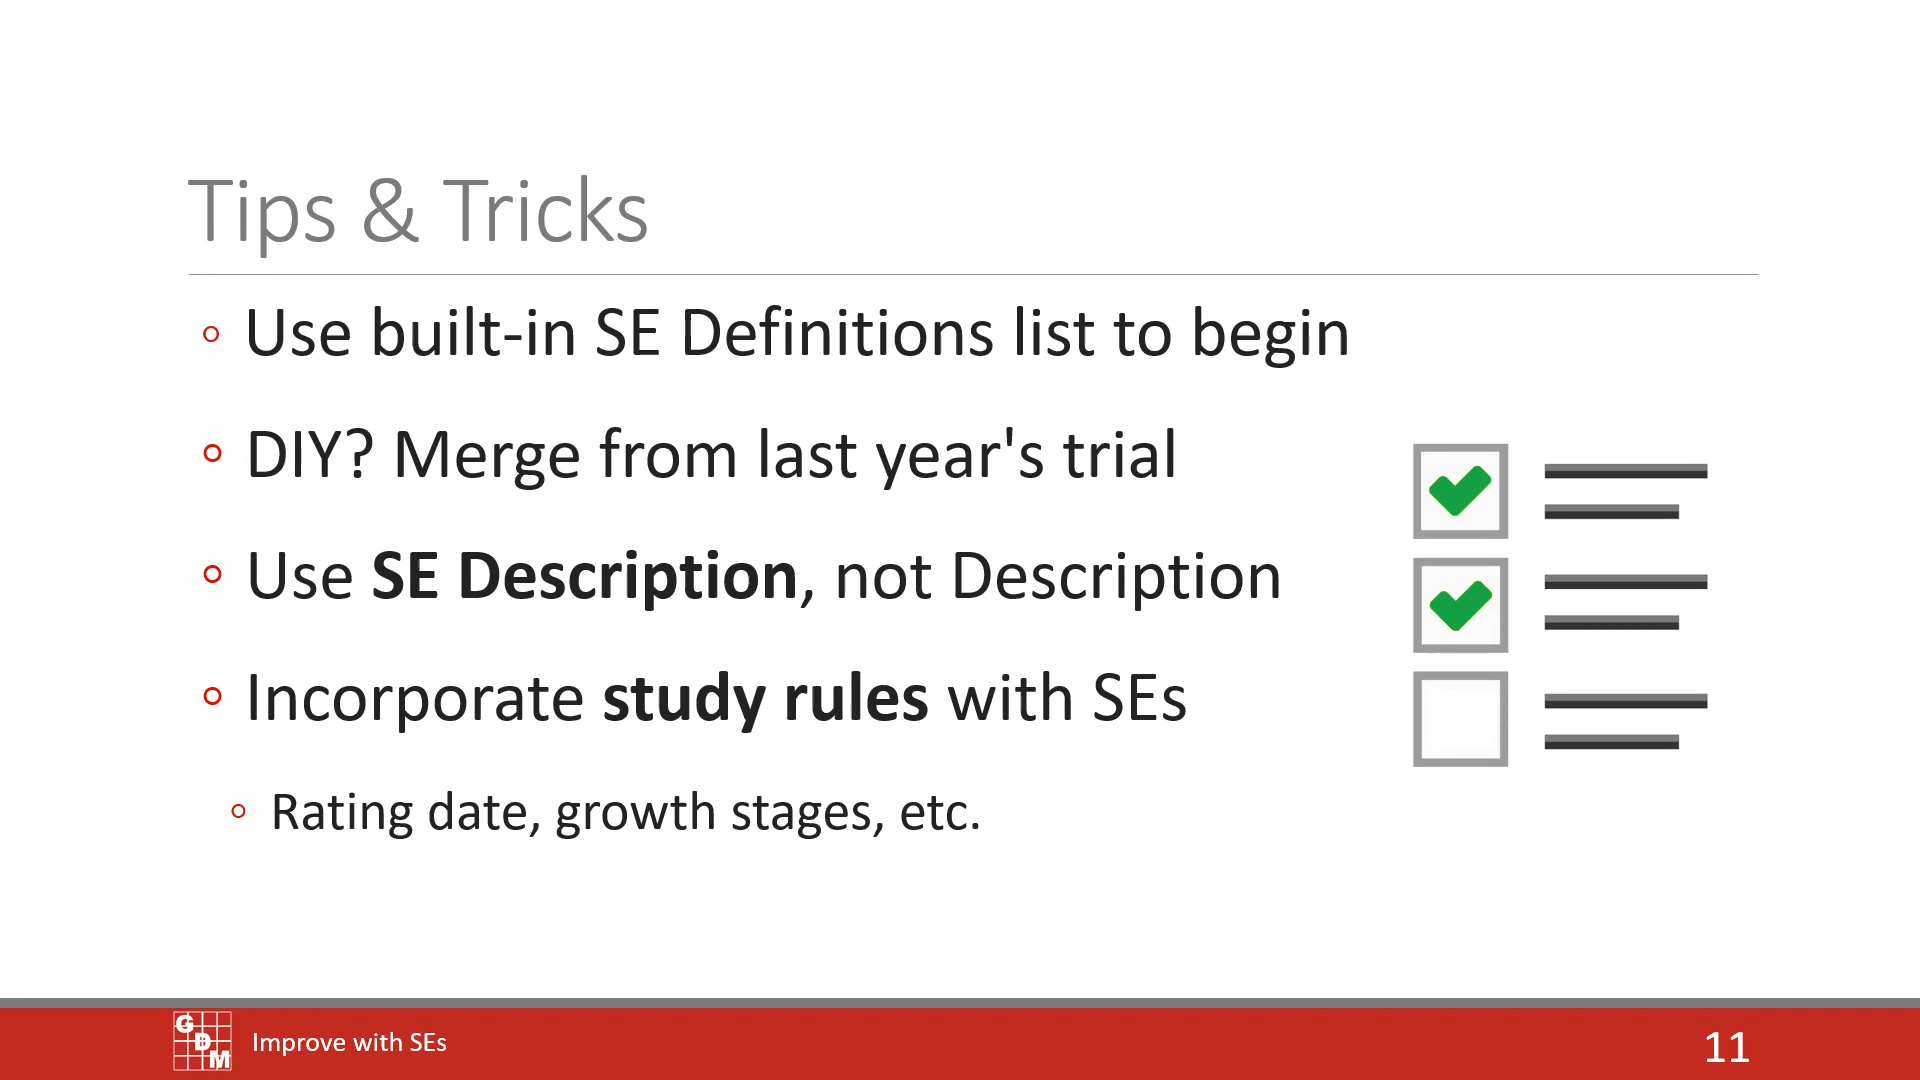 Tips & Tricks
◦ Use built-in SE Definitions list to begin
◦ DIY? Merge from last year's trial
◦ Use SE Description, not Description
◦ Incorporate study rules with SEs
◦ Rating date, growth stages, etc.
GDM
Improve with SEs
11